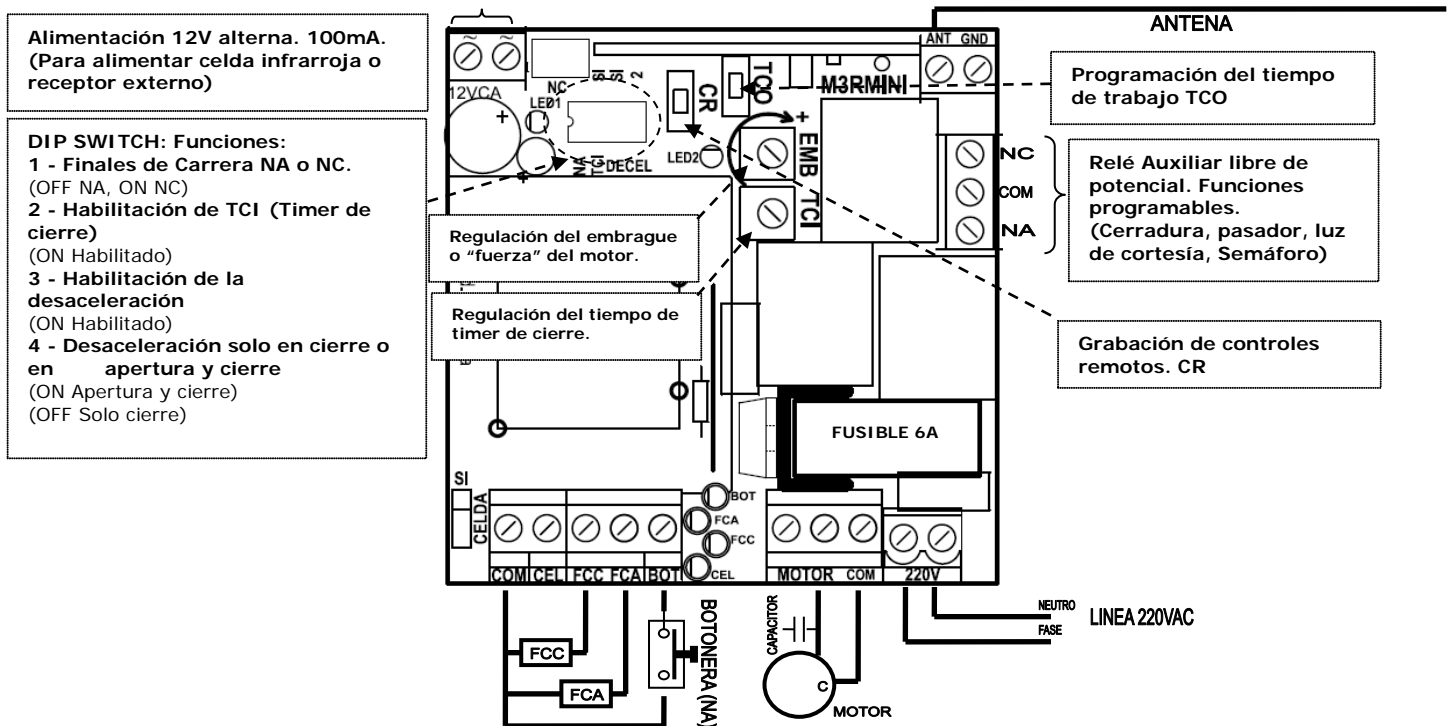 Alimentación 12V alterna. 100mA.
(Para alimentar celda infrarroja o
receptor externo)
DIP SWITCH: Funciones:
1 - Finales de Carrera NA o NC.
(OFF NA, ON NC)
2 - Habilitación de TCI (Timer de
cierre)
(ON Habilitado)
3 - Habilitación de la
desaceleración
(ON Habilitado)
4 - Desaceleración solo en cierre o
en apertura y cierre
(ON Apertura y cierre)
(OFF Solo cierre)
~ ~
12VCA
+
NC
SI
SI
2
LED1
NA
TCI
DECEL
LED2
CR
TCO
M3RMINI
+
EMB
TCI
ANTENA
ANT GND
Programación del tiempo
de trabajo TCO
NC
COM
NA
Relé Auxiliar libre de
potencial. Funciones
programables.
(Cerradura, pasador, luz
de cortesía, Semáforo)
Regulación del embrague
o “fuerza” del motor.
Regulación del tiempo de
timer de cierre.
Grabación de controles
remotos. CR
FUSIBLE 6A
SI
CELDA
BOT
FCA
FCC
CEL
COM CEL FCC FCA BOT
MOTOR COM 220V
FCC
FCA
BOTONERA (NA)
CAPACITOR
C
MOTOR
NEUTRO
FASE
LINEA 220VAC